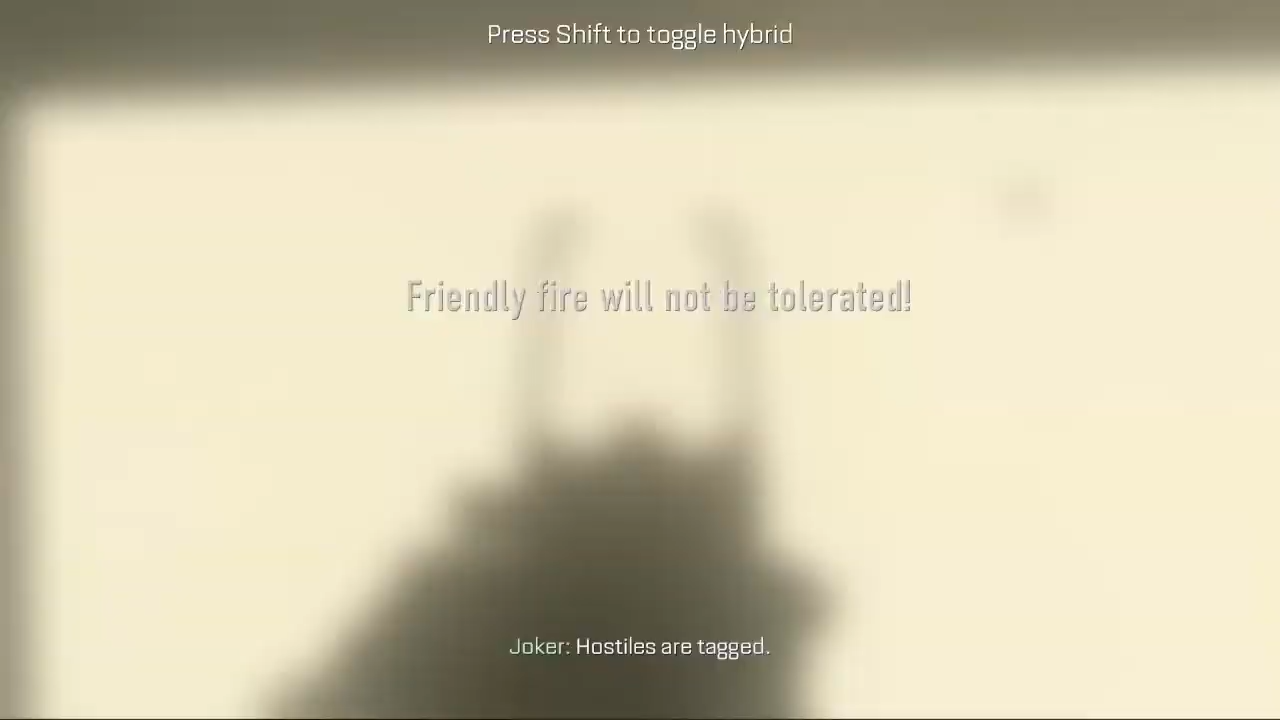 Press Shift to toggle hybrid
Friendly fire will not be tolerated!
Joker: Hostiles are tagged.